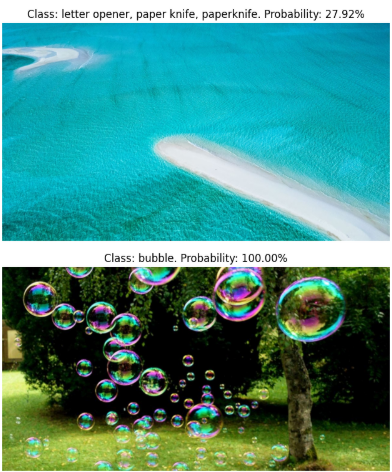 Class: letter opener, paper knife, paperknife. Probability: 27.92%
Class: bubble. Probability: 100.00%